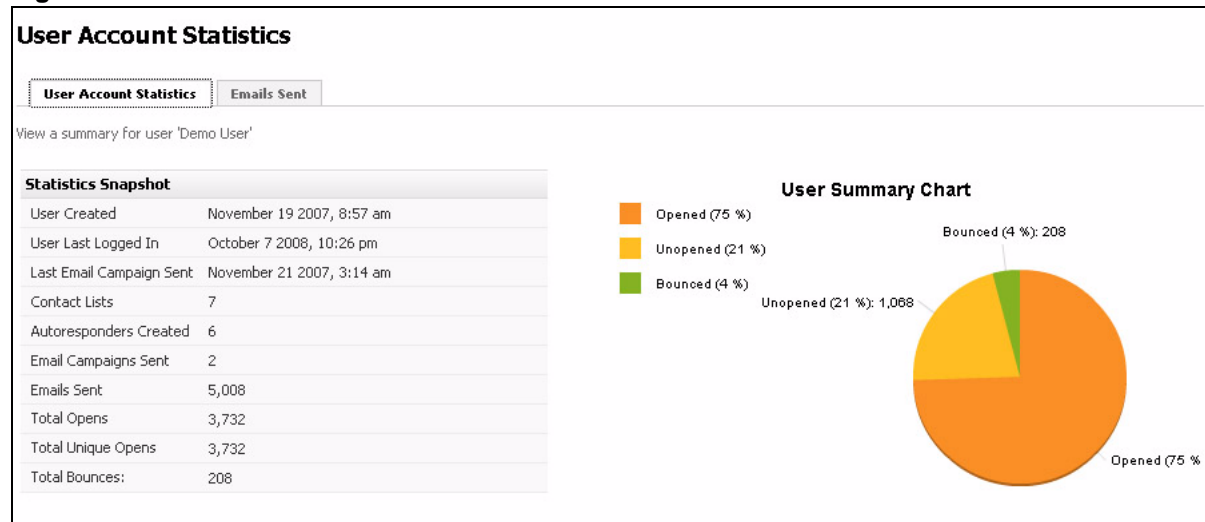 User Account Statistics
User Account Statistics Emails Sent
View a summary for user 'Demo User'
Statistics Snapshot
User Created November 19 2007, 8:57 am
User Last Logged In October 7 2008, 10:26 pm
Last Email Campaign Sent November 21 2007, 3:14 am
Contact Lists 7
Autoresponders Created 6
Email Campaigns Sent 2
Emails Sent 5,008
Total Opens 3,732
Total Unique Opens 3,732
Total Bounces: 208
User Summary Chart
Opened (75 %)
Unopened (21 %)
Bounced (4 %)
Bounced (4 %): 208
Unopened (21 %): 1,068
Opened (75 %